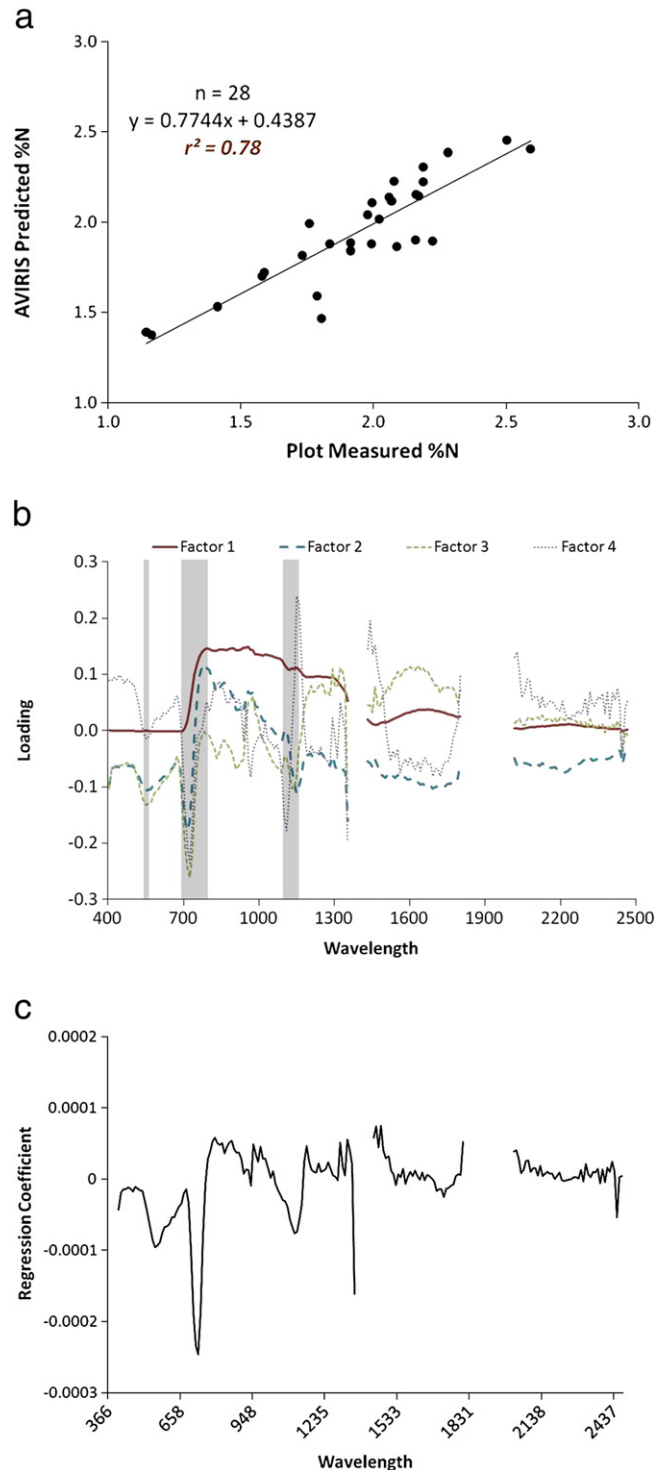 a
3.0
2.5
2.0
1.5
1.0
AVIRIS Predicted %N
n = 28
y = 0.7744x + 0.4387
r² = 0.78
1.0 1.5 2.0 2.5 3.0
Plot Measured %N
b
Factor 1 Factor 2 Factor 3 Factor 4
0.3
0.2
0.1
0.0
-0.1
-0.2
-0.3
Loading
400 700 1000 1300 1600 1900 2200 2500
Wavelength
c
0.0002
0.0001
0
-0.0001
-0.0002
-0.0003
Regression Coefficient
366 658 948 1235 1533 1831 2138 2437
Wavelength